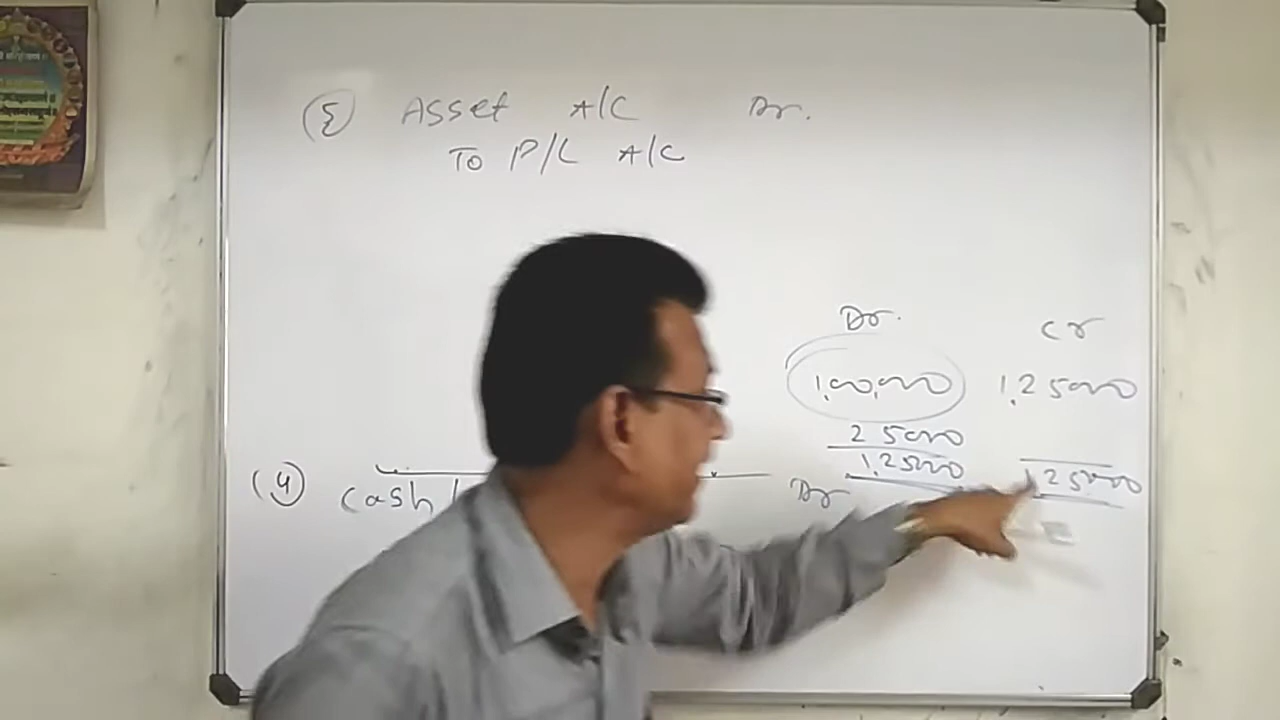 (5) Asset A/C Dr.
To P/L A/C
Dr. Cr
1,00,000 1,25000
25000
1,25000 1,25000
(4) Cash Dr